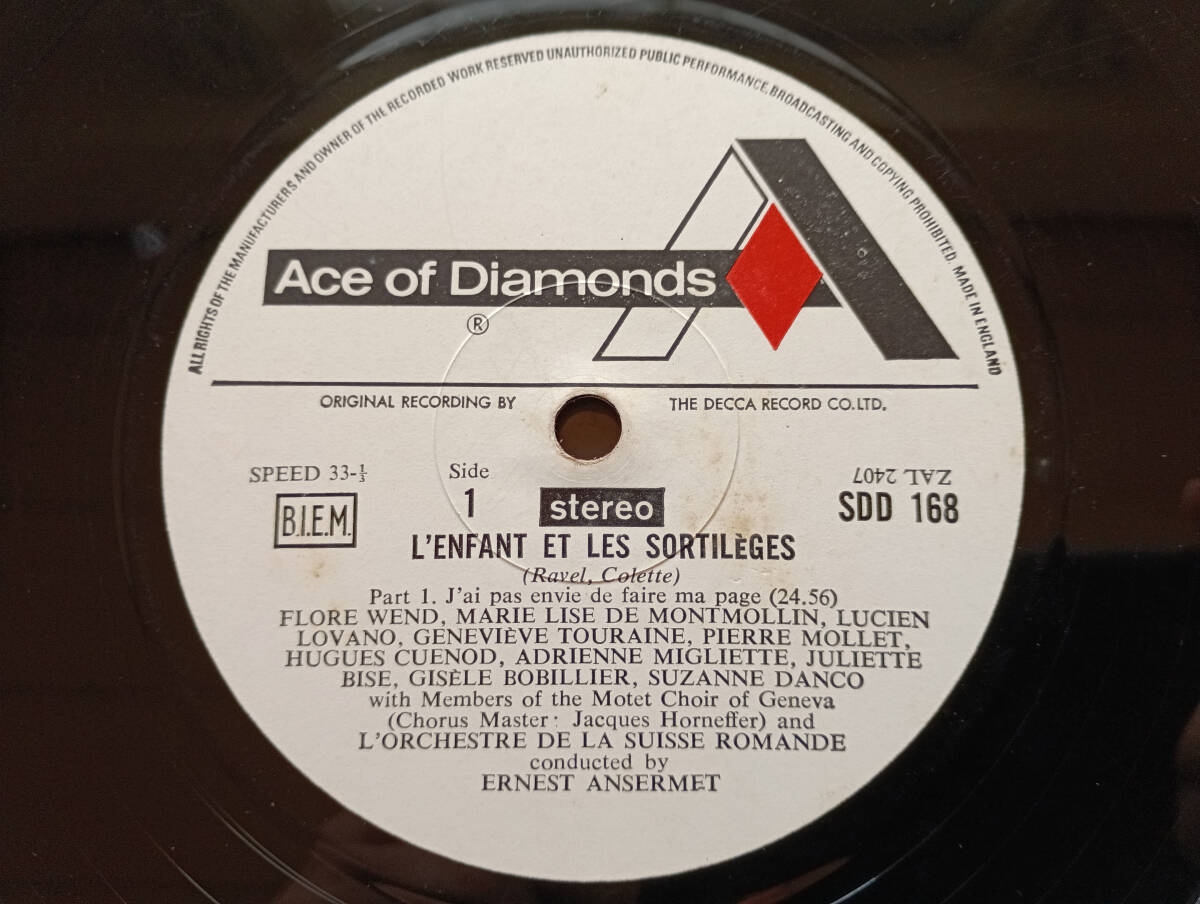 ALL RIGHTS OF THE MANUFACTURERS AND OWNER OF THE RECORDED WORK RESERVED UNAUTHORIZED PUBLIC PERFORMANCE, BROADCASTING AND COPYING PROHIBITED. MADE IN ENGLAND
Ace of Diamonds
®
ORIGINAL RECORDING BY THE DECCA RECORD CO. LTD.
SPEED 33-⅓
Side
ZAL 2407
B.I.E.M.
1
stereo
SDD 168
L'ENFANT ET LES SORTILÈGES
(Ravel, Colette)
Part 1. J'ai pas envie de faire ma page (24.56)
FLORE WEND, MARIE LISE DE MONTMOLLIN, LUCIEN
LOVANO, GENEVIÈVE TOURAINE, PIERRE MOLLET,
HUGUES CUENOD, ADRIENNE MIGLIETTE, JULIETTE
BISE, GISÈLE BOBILLIER, SUZANNE DANCO
with Members of the Motet Choir of Geneva
(Chorus Master: Jacques Horneffer) and
L'ORCHESTRE DE LA SUISSE ROMANDE
conducted by
ERNEST ANSERMET